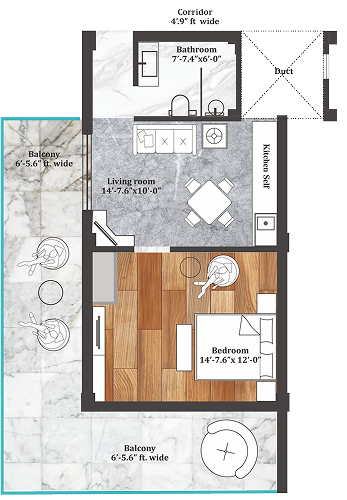 Corridor
4'.9" ft wide
Bathroom
7'-7.4"x6'-0"
Duct
Balcony
6'-5.6" ft. wide
Living room
14'-7.6"x10'-0"
Kitchen Self
Bedroom
14'-7.6"x 12'-0"
Balcony
6'-5.6" ft. wide